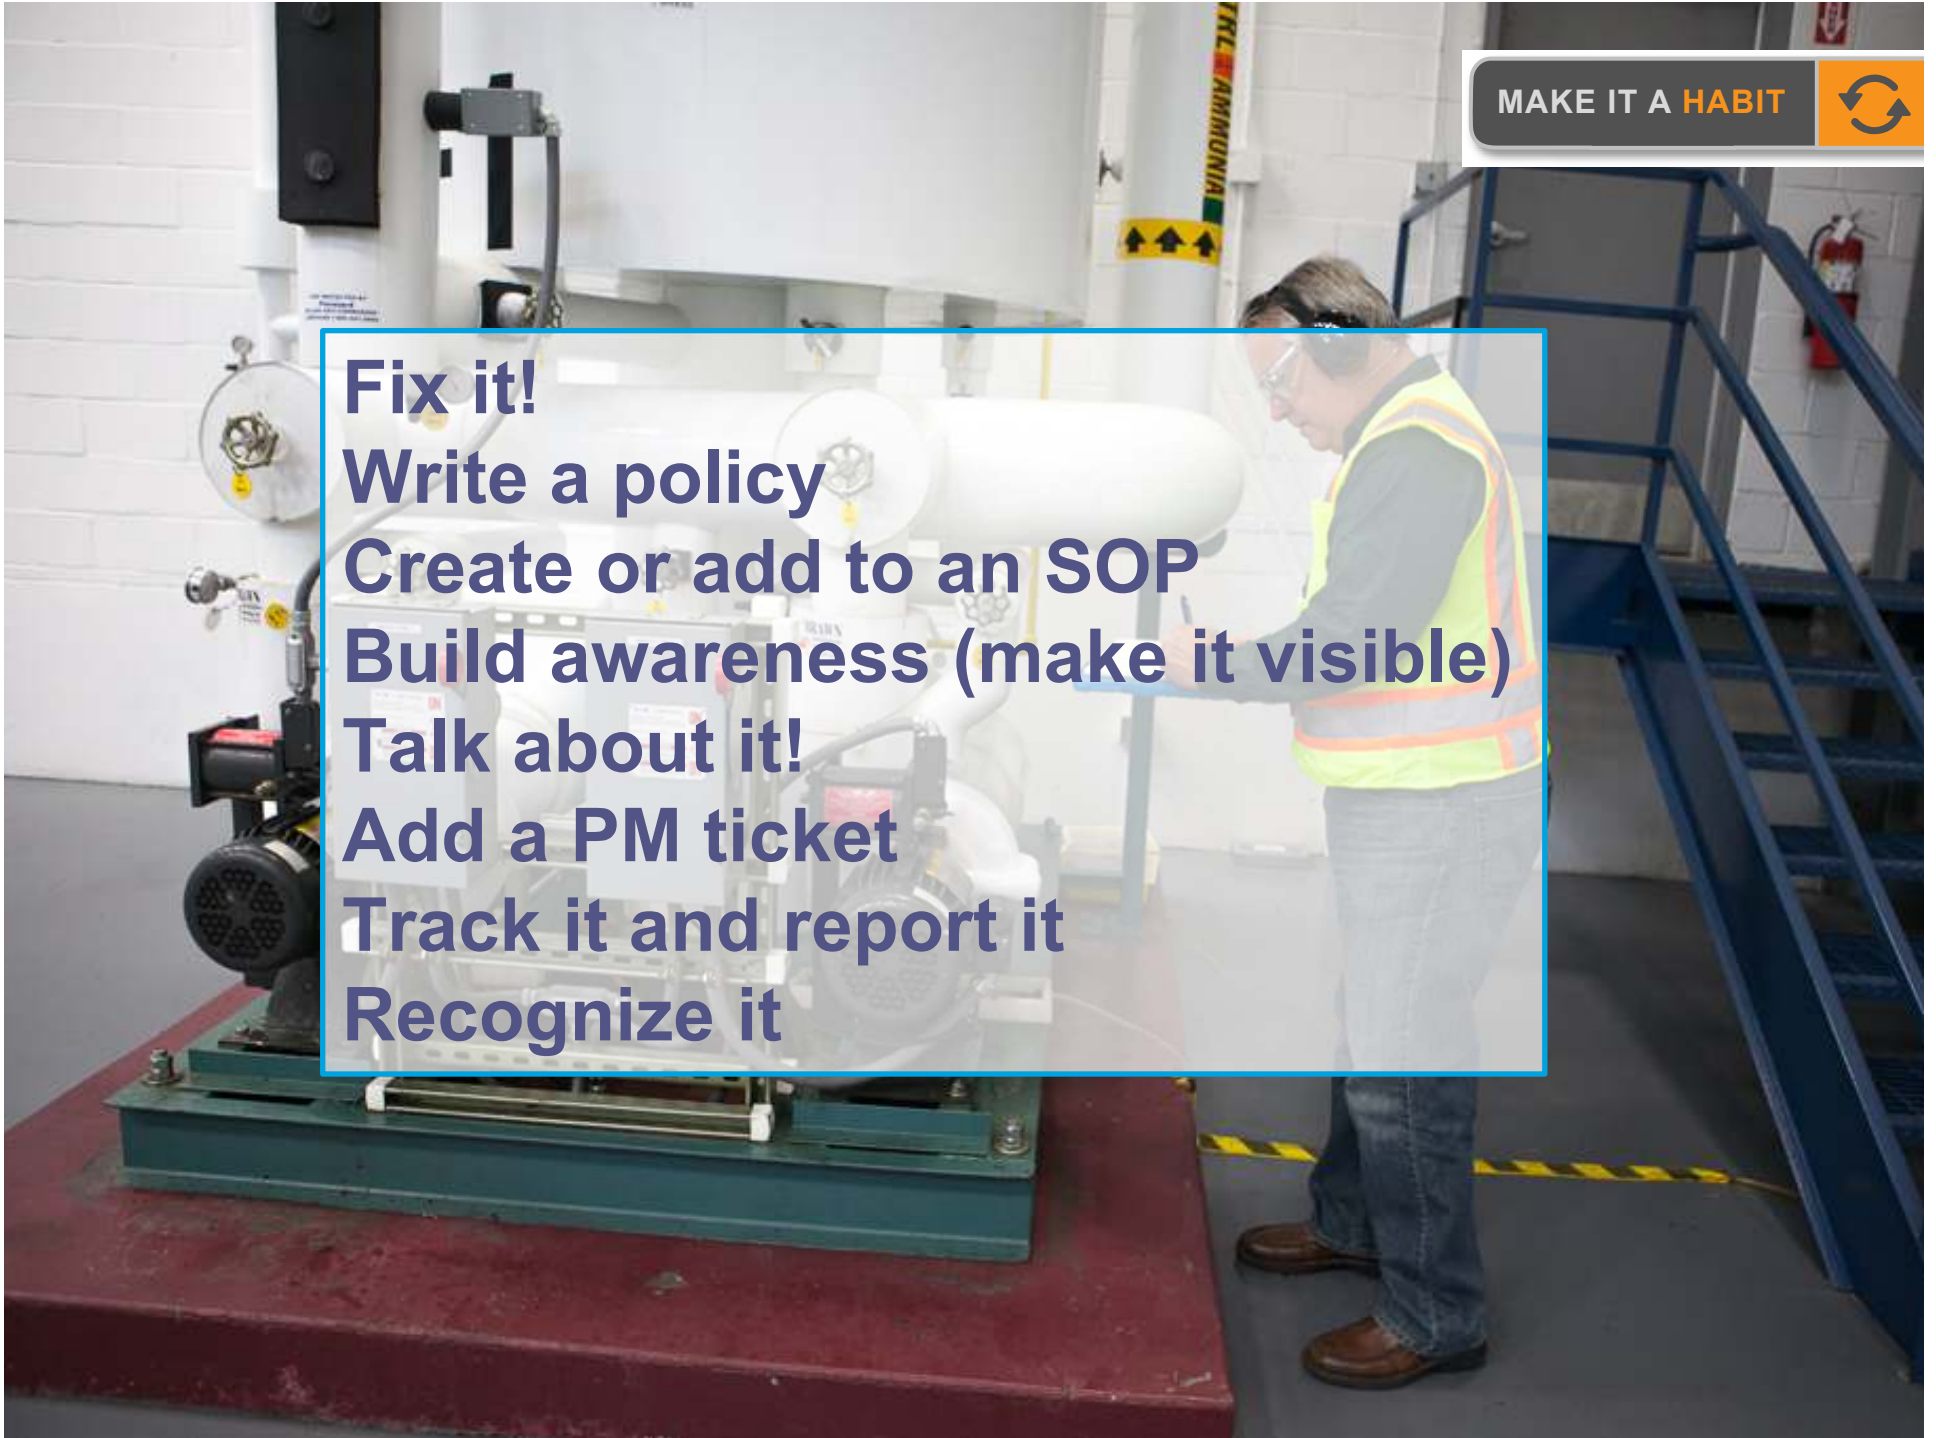 TRL AMMONIA
MAKE IT A HABIT
Fix it!
Write a policy
Create or add to an SOP
Build awareness (make it visible)
Talk about it!
Add a PM ticket
Track it and report it
Recognize it